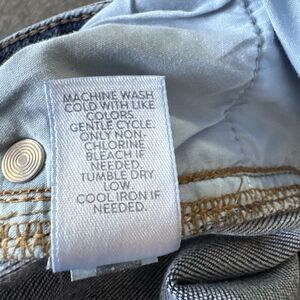 MACHINE WASH
COLD WITH LIKE
COLORS.
GENTLE CYCLE.
ONLY NON.
CHLORINE
BLEACH IF
NEEDED.
TUMBLE DRY
LOW.
COOL IRON IF
NEEDED.